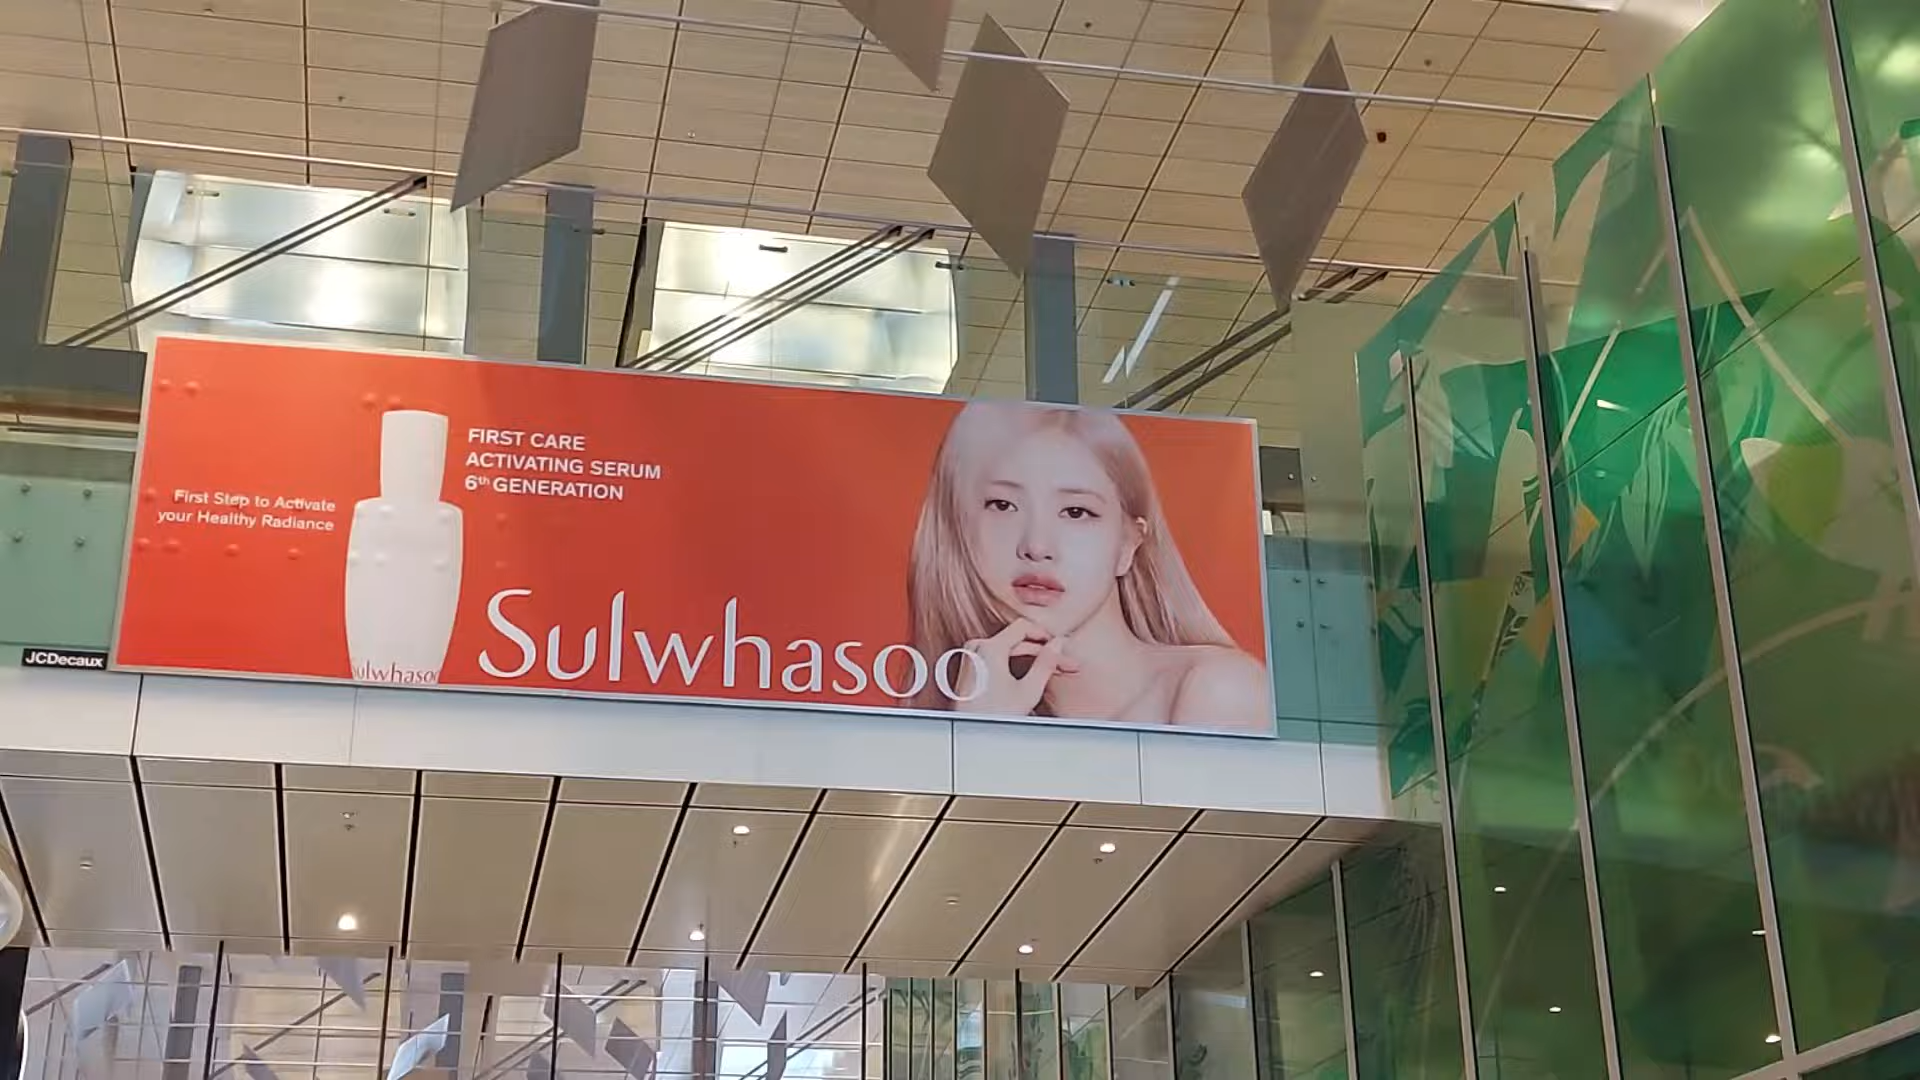 First Step to Activate
your Healthy Radiance
FIRST CARE
ACTIVATING SERUM
6th GENERATION
Sulwhasoo
Sulwhasoo
JCDecaux